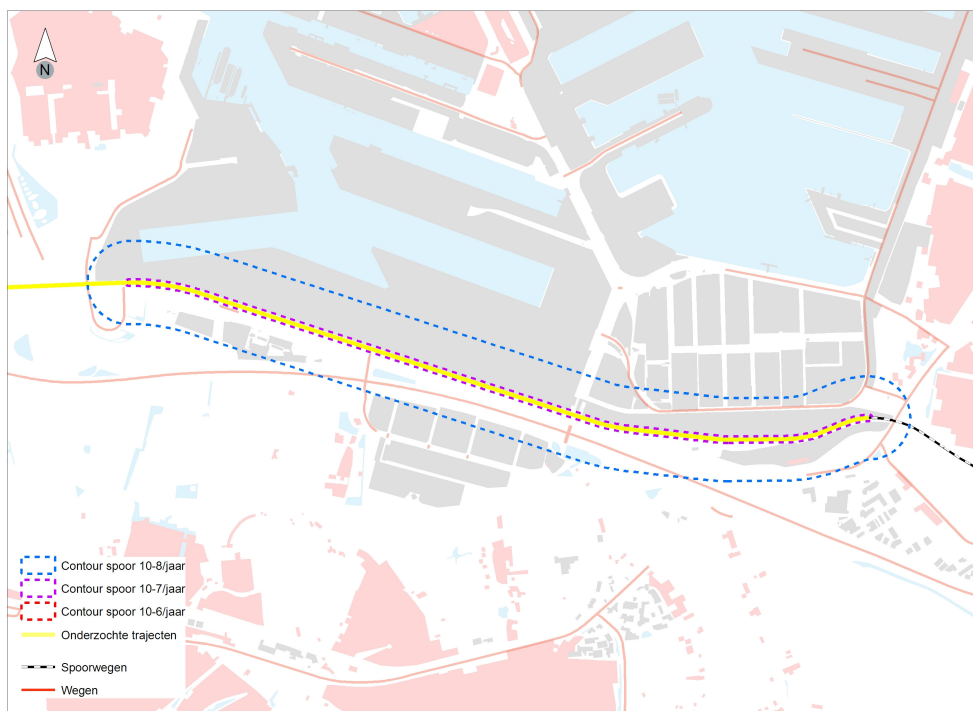 N
Contour spoor 10-8/jaar
Contour spoor 10-7/jaar
Contour spoor 10-6/jaar
Onderzochte trajecten
Spoorwegen
Wegen